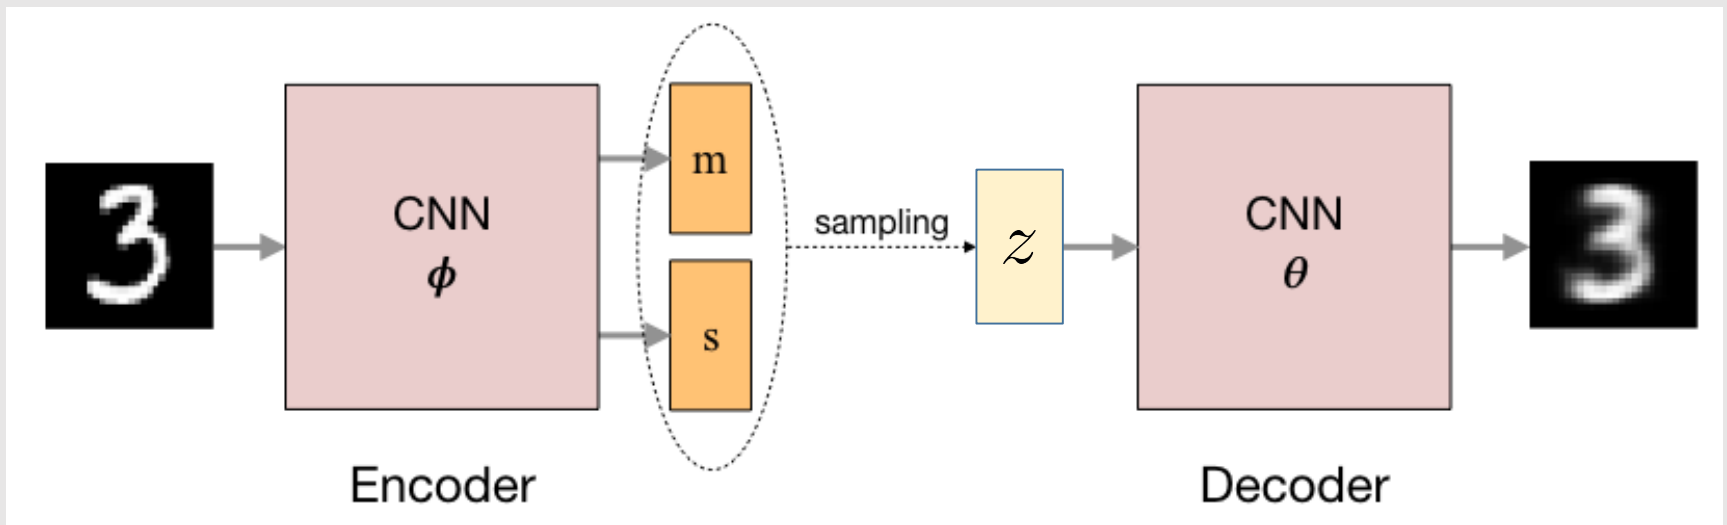 3
CNN
ϕ
m
s
sampling
z
CNN
θ
3
Encoder
Decoder